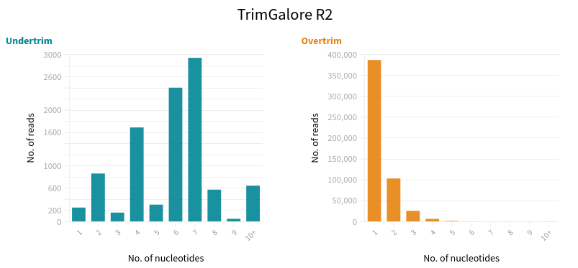 TrimGalore R2
Undertrim
Overtrim
No. of reads
3000
2600
2000
1600
1000
600
200
0
1 2 3 4 5 6 7 8 9 10+
No. of nucleotides
No. of reads
400,000
350,000
300,000
250,000
200,000
150,000
100,000
50,000
0
1 2 3 4 5 6 7 8 9 10+
No. of nucleotides